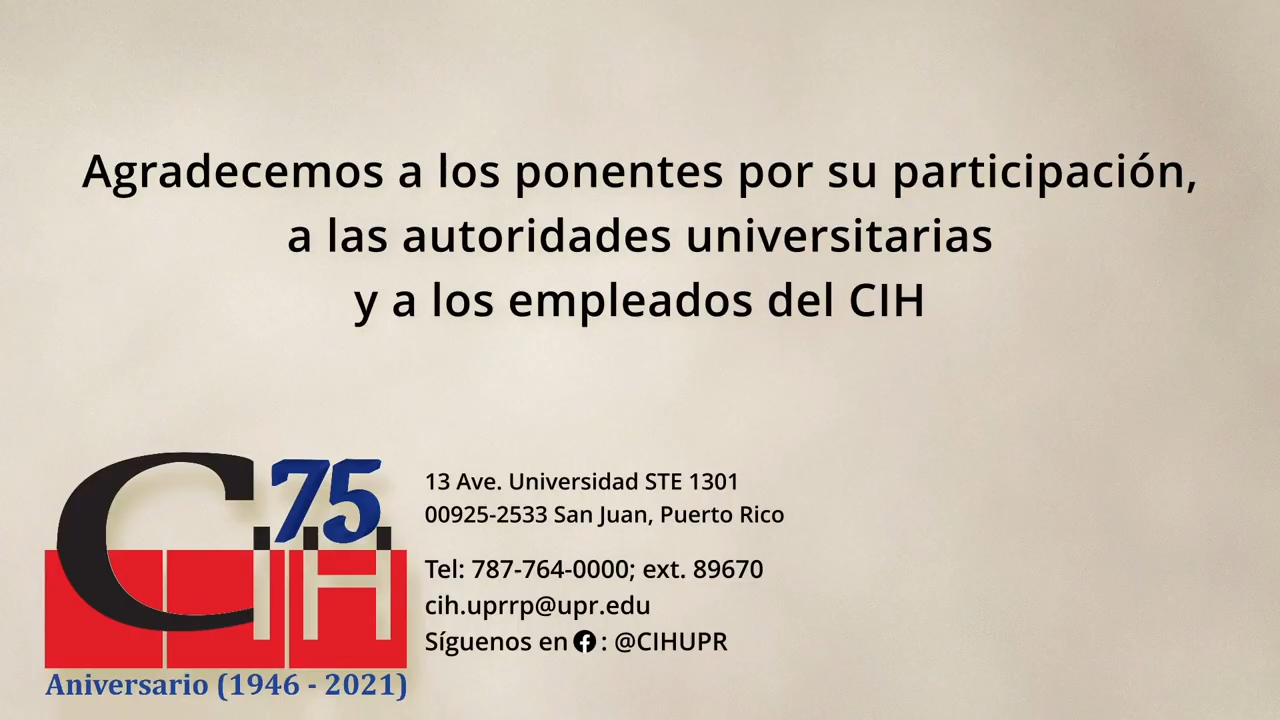 Agradecemos a los ponentes por su participación,
a las autoridades universitarias
y a los empleados del CIH
CIH 75
Aniversario (1946 - 2021)
13 Ave. Universidad STE 1301
00925-2533 San Juan, Puerto Rico
Tel: 787-764-0000; ext. 89670
cih.uprrp@upr.edu
Síguenos en : @CIHUPR